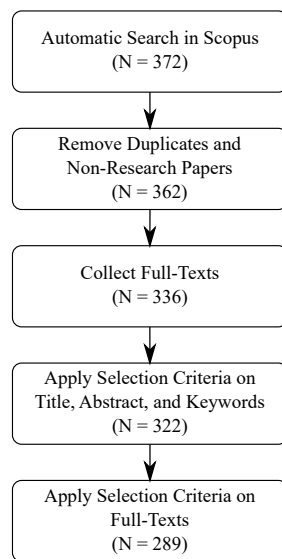 Automatic Search in Scopus
(N = 372)
Remove Duplicates and
Non-Research Papers
(N = 362)
Collect Full-Texts
(N = 336)
Apply Selection Criteria on
Title, Abstract, and Keywords
(N = 322)
Apply Selection Criteria on
Full-Texts
(N = 289)